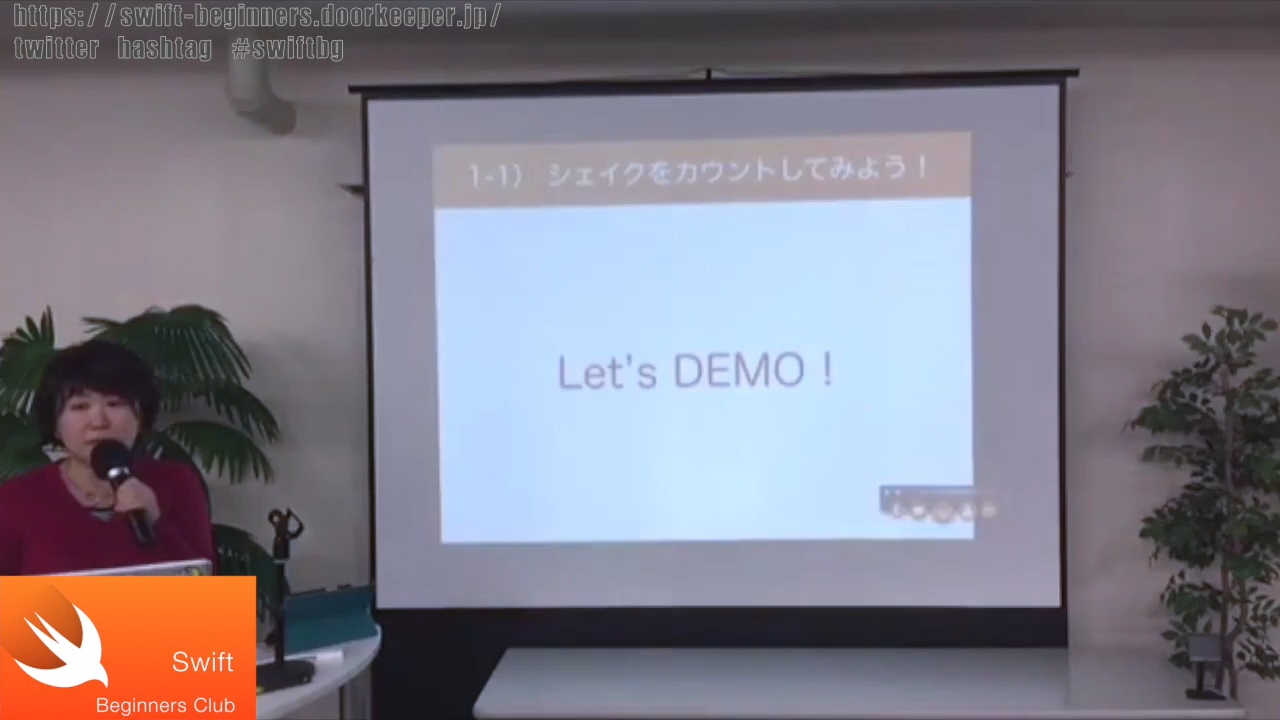 https://swift-beginners.doorkeeper.jp/
twitter hashtag #swiftbg
1-1） シェイクをカウントしてみよう！
Let's DEMO！
Swift
Beginners Club